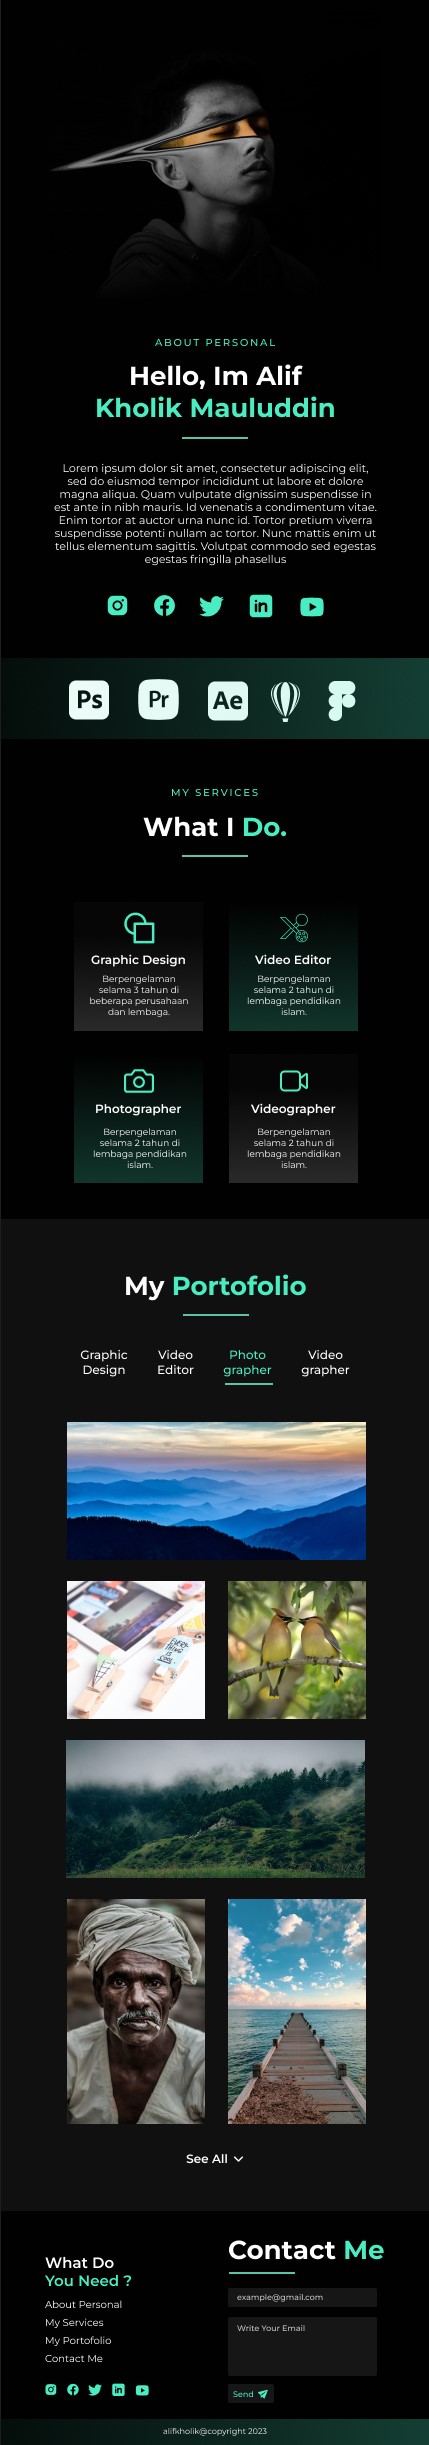 ABOUT PERSONAL
Hello, Im Alif
Kholik Mauluddin
Lorem ipsum dolor sit amet, consectetur adipiscing elit,
sed do eiusmod tempor incididunt ut labore et dolore
magna aliqua. Quam vulputate dignissim suspendisse in
est ante in nibh mauris. Id venenatis a condimentum vitae.
Enim tortor at auctor urna nunc id. Tortor pretium viverra
suspendisse potenti nullam ac tortor. Nunc mattis enim ut
tellus elementum sagittis. Volutpat commodo sed egestas
egestas fringilla phasellus
in
Ps Pr Ae
MY SERVICES
What I Do.
Graphic Design
Berpengelaman
selama 3 tahun di
beberapa perusahaan
dan lembaga.
Video Editor
Berpengelaman
selama 2 tahun di
lembaga pendidikan
islam.
Photographer
Berpengelaman
selama 2 tahun di
lembaga pendidikan
islam.
Videographer
Berpengelaman
selama 2 tahun di
lembaga pendidikan
islam.
My Portofolio
Graphic
Design
Video
Editor
Photo
grapher
Video
grapher
EVERY
THING
IS
COOL
See All
What Do
You Need ?
About Personal
My Services
My Portofolio
Contact Me
in
Contact Me
example@gmail.com
Write Your Email
Send
alifkholik@copyright 2023